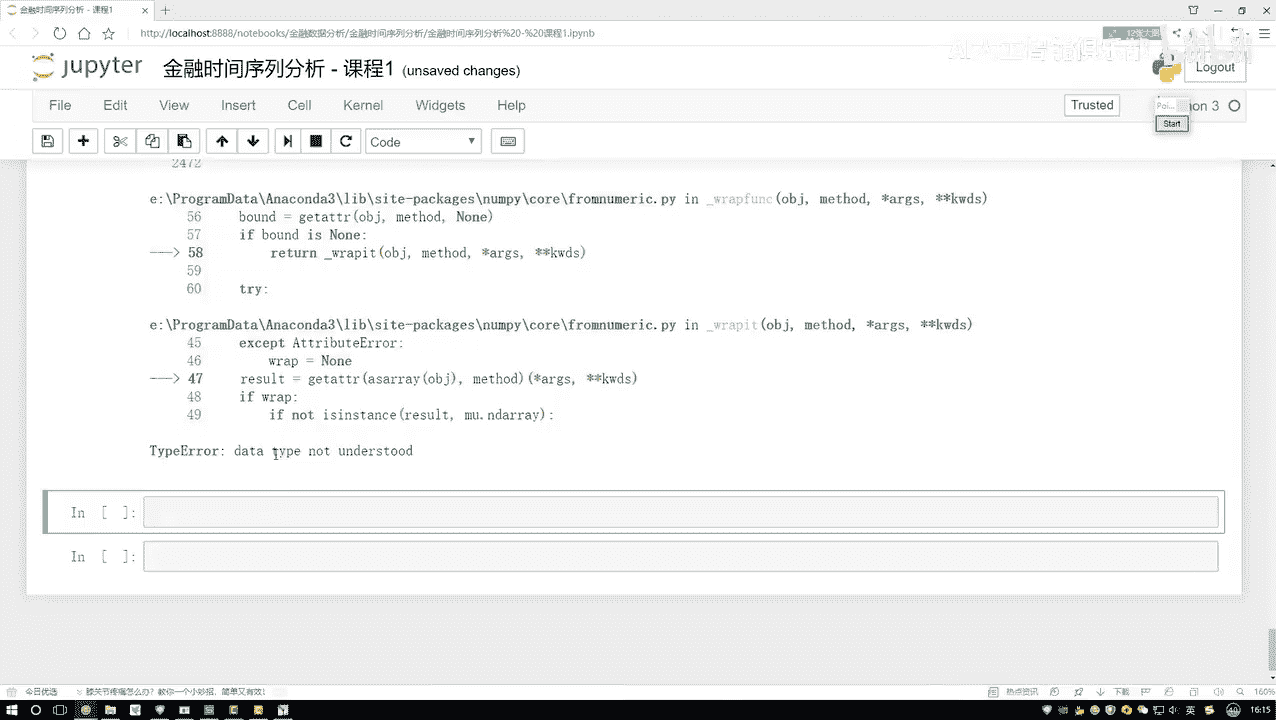 金融时间序列分析 - 课程1
http://localhost:8888/notebooks/金融数据分析/金融时间序列分析/金融时间序列分析%20-%20课程1.ipynb
jupyter 金融时间序列分析 - 课程1 (unsaved changes)
Logout
File Edit View Insert Cell Kernel Widgets Help
Trusted
Poi... hon 3
Start
Code
2472
e:\ProgramData\Anaconda3\lib\site-packages\numpy\core\fromnumeric.py in _wrapfunc(obj, method, *args, **kwds)
56 bound = getattr(obj, method, None)
57 if bound is None:
---> 58 return _wrapit(obj, method, *args, **kwds)
59
60 try:
e:\ProgramData\Anaconda3\lib\site-packages\numpy\core\fromnumeric.py in _wrapit(obj, method, *args, **kwds)
45 except AttributeError:
46 wrap = None
---> 47 result = getattr(asarray(obj), method)(*args, **kwds)
48 if wrap:
49 if not isinstance(result, mu.ndarray):
TypeError: data type not understood
In [ ]:
In [ ]:
今日优选 膝关节疼痛怎么办？教你一个小妙招，简单又有效！
热点资讯 下载 160%
英 16:15